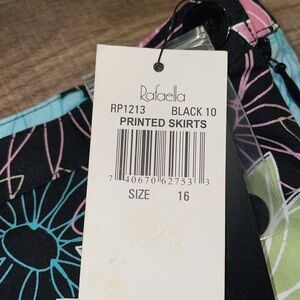 Rafaella
RP1213 BLACK 10
PRINTED SKIRTS
7 40670 62753 3
SIZE 16